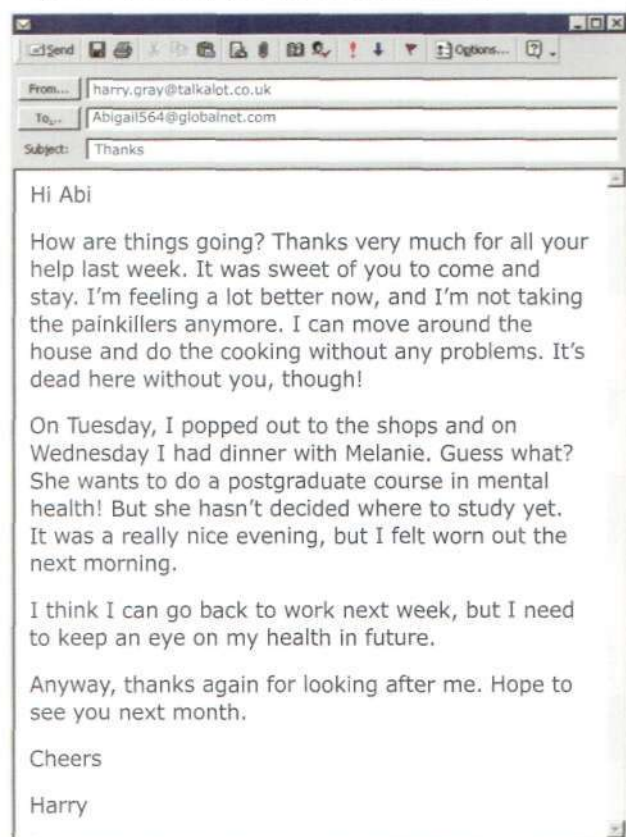 Send
Options...
From... harry.gray@talkalot.co.uk
To... Abigail564@globalnet.com
Subject: Thanks
Hi Abi
How are things going? Thanks very much for all your
help last week. It was sweet of you to come and
stay. I'm feeling a lot better now, and I'm not taking
the painkillers anymore. I can move around the
house and do the cooking without any problems. It's
dead here without you, though!
On Tuesday, I popped out to the shops and on
Wednesday I had dinner with Melanie. Guess what?
She wants to do a postgraduate course in mental
health! But she hasn't decided where to study yet.
It was a really nice evening, but I felt worn out the
next morning.
I think I can go back to work next week, but I need
to keep an eye on my health in future.
Anyway, thanks again for looking after me. Hope to
see you next month.
Cheers
Harry